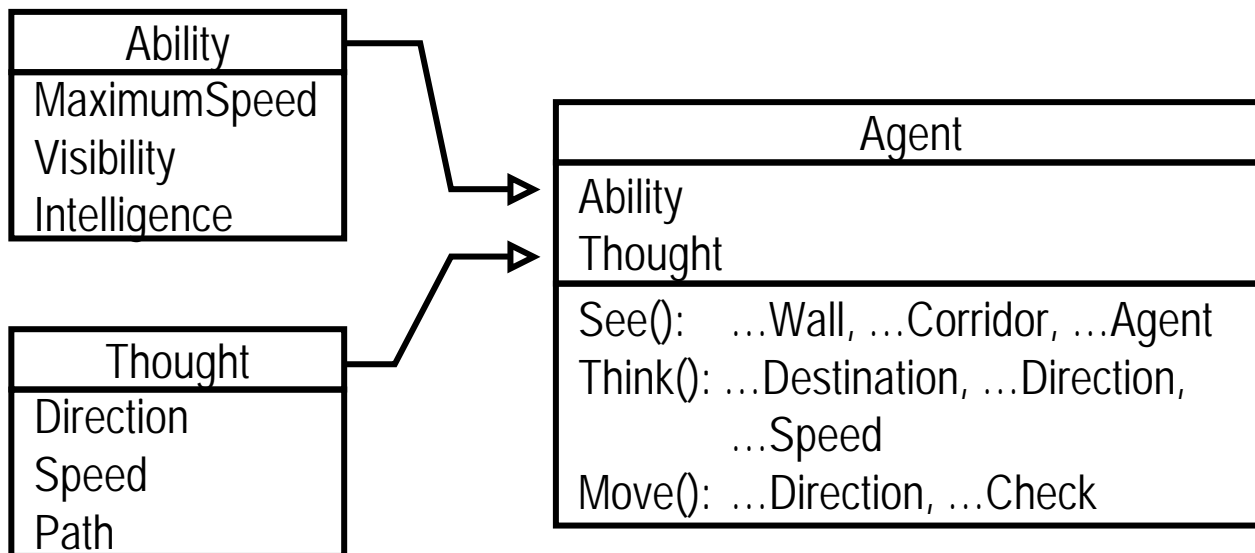 Ability
MaximumSpeed
Visibility
Intelligence
Thought
Direction
Speed
Path
Agent
Ability
Thought
See(): ...Wall, ...Corridor, ...Agent
Think(): ...Destination, ...Direction,
...Speed
Move(): ...Direction, ...Check